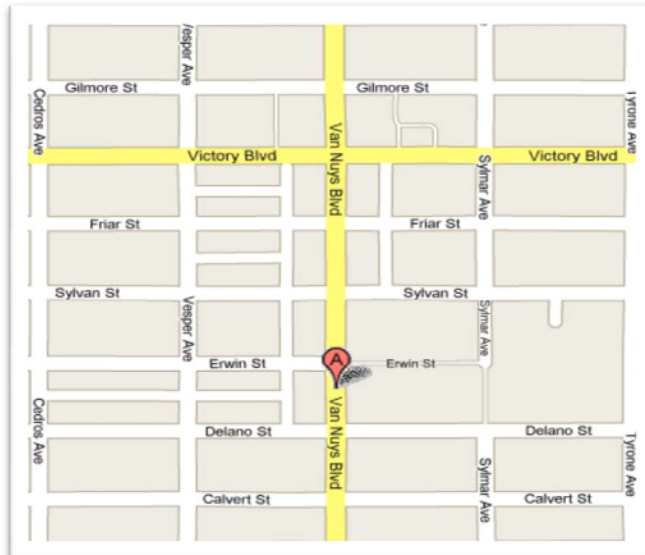 Vesper Ave
Gilmore St
Gilmore St
Cedros Ave
Van Nuys Blvd
Tyrone Ave
Victory Blvd
Victory Blvd
Sylmar Ave
Friar St
Friar St
Sylvan St
Sylvan St
Vesper Ave
Sylmar Ave
A
Erwin St
Erwin St
Cedros Ave
Van Nuys Blvd
Delano St
Delano St
Tyrone Ave
Sylmar Ave
Calvert St
Calvert St